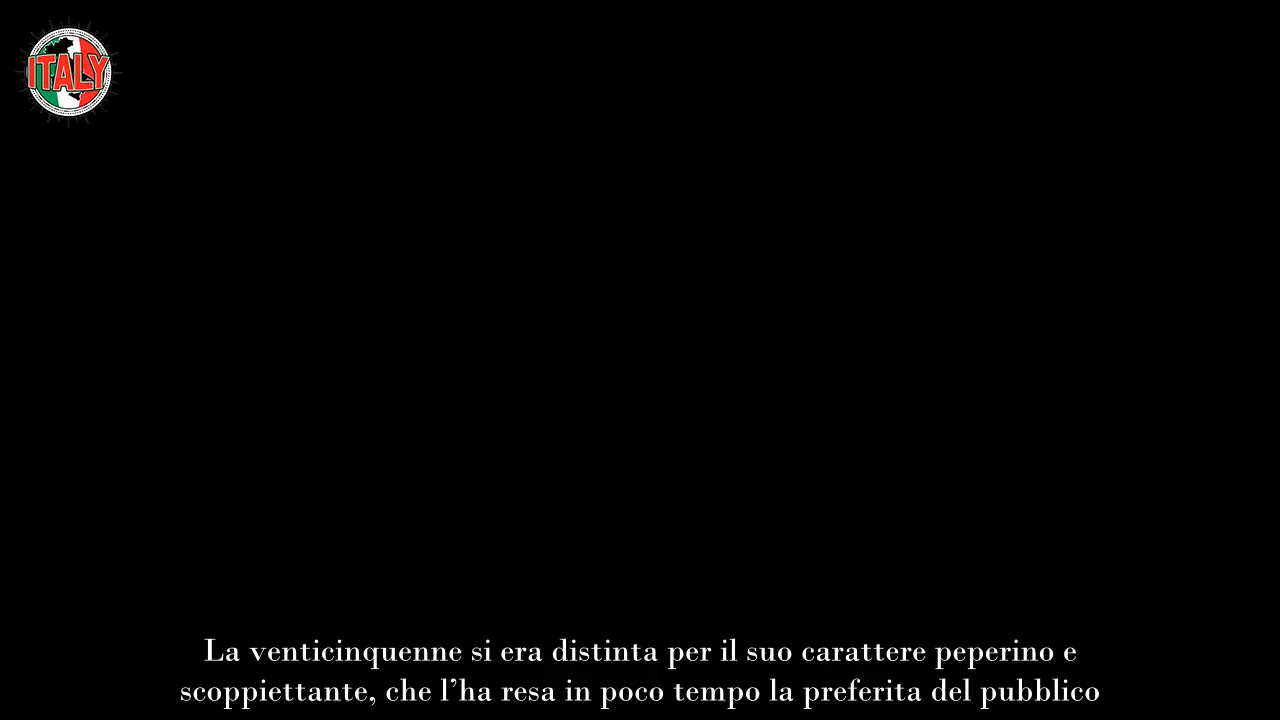 ITALY
La venticinquenne si era distinta per il suo carattere peperino e
scoppiettante, che l’ha resa in poco tempo la preferita del pubblico